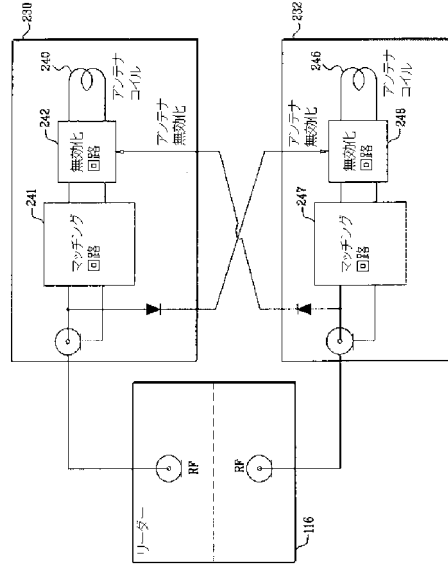 230
240
アンテナ
コイル
242
無効化
回路
アンテナ
無効化
241
マッチング
回路
232
246
アンテナ
コイル
248
無効化
回路
アンテナ
無効化
247
マッチング
回路
リーダー
RF
RF
116